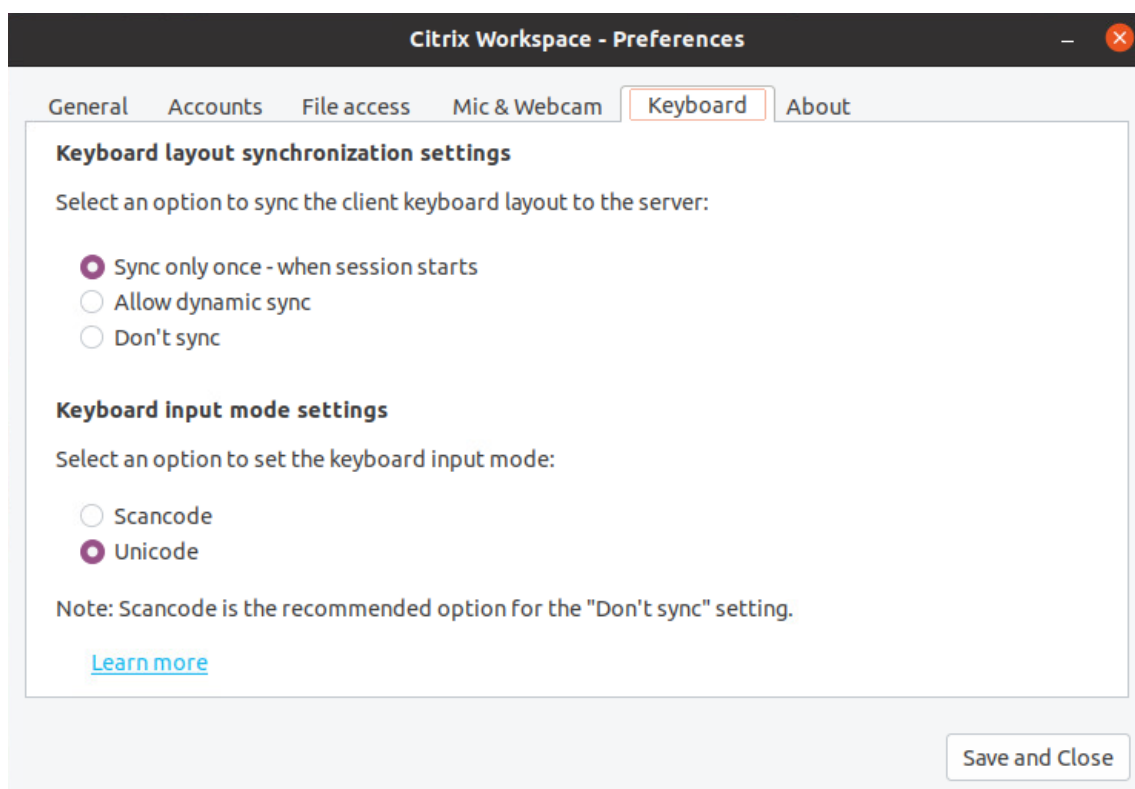 Citrix Workspace - Preferences
General Accounts File access Mic & Webcam Keyboard About
Keyboard layout synchronization settings
Select an option to sync the client keyboard layout to the server:
Sync only once - when session starts
Allow dynamic sync
Don't sync
Keyboard input mode settings
Select an option to set the keyboard input mode:
Scancode
Unicode
Note: Scancode is the recommended option for the "Don't sync" setting.
Learn more
Save and Close